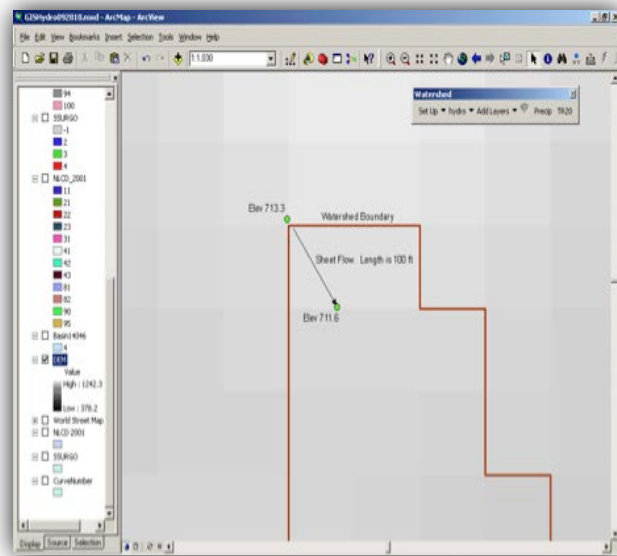 GISHydro092810.mxd - ArcMap - ArcView
File Edit View Bookmarks Insert Selection Tools Window Help
1:1,030
94
100
SSURGO
-1
2
3
4
NLCD_2001
11
21
22
23
31
41
42
43
81
82
90
95
Basin14046
4
DEM
Value
High : 1242.3
Low : 378.2
World Street Map
NLCD 2001
SSURGO
CurveNumber
Display Source Selection
Watershed
Set Up hydro Add Layers Precip TR20
Elev 713.3
Watershed Boundary
Sheet Flow Length is 100 ft
Elev 711.6